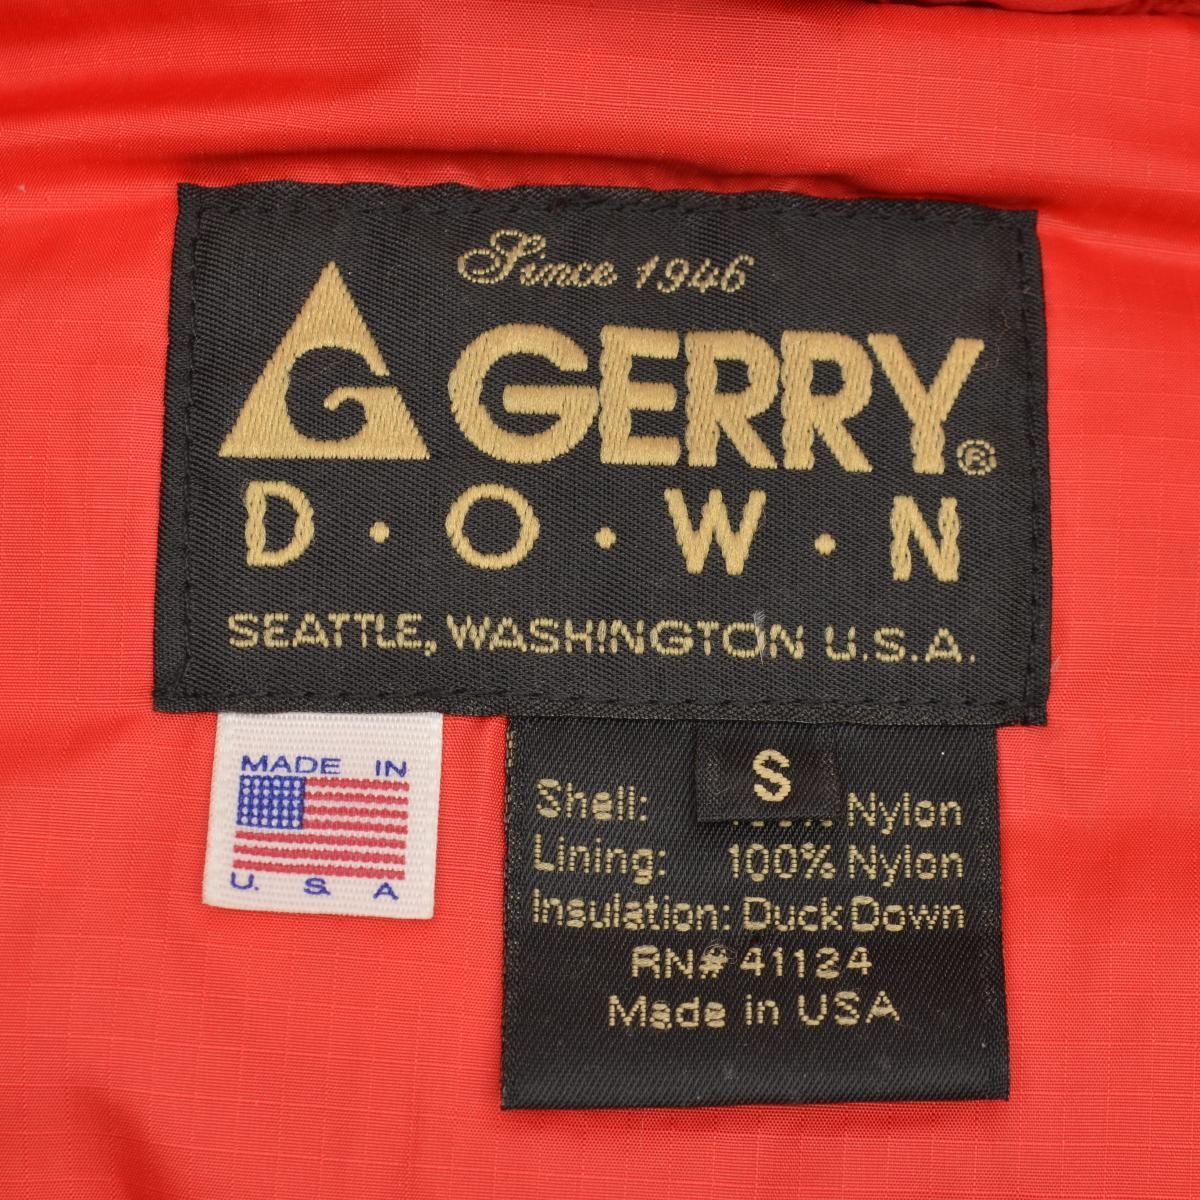 Since 1946
G GERRY®
D·O·W·N
SEATTLE, WASHINGTON U.S.A.
MADE IN
U. S. A
S
Shell: Nylon
Lining: 100% Nylon
Insulation: Duck Down
RN# 41124
Made in USA